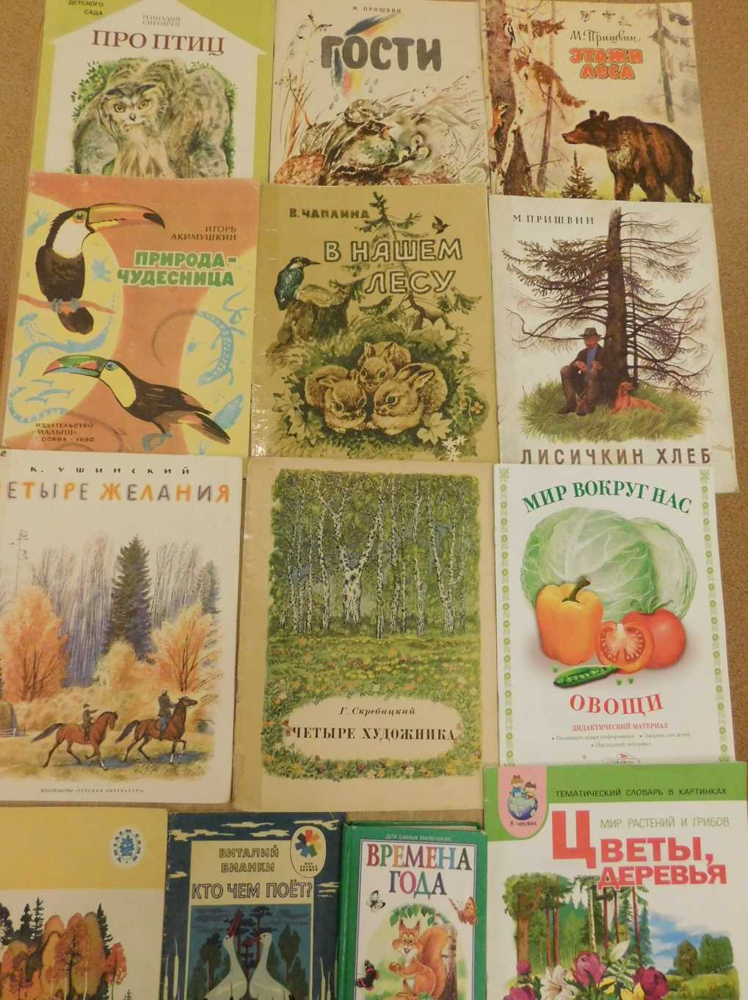 ДЕТСКОГО
САДА
ГЕННАДИЙ
СНЕГИРЁВ
ПРО ПТИЦ
М. ПРИШВИН
ГОСТИ
М. Пришвин
ЭТАЖИ
ЛЕСА
ИГОРЬ
АКИМУШКИН
ПРИРОДА-
ЧУДЕСНИЦА
ИЗДАТЕЛЬСТВО
МАЛЫШ
ОСКВА · 1990
В. ЧАПЛИНА
В НАШЕМ
ЛЕСУ
М. ПРИШВИН
ЛИСИЧКИН ХЛЕБ
К. УШИНСКИЙ
ЕТЫРЕ ЖЕЛАНИЯ
ИЗДАТЕЛЬСТВО «ДЕТСКАЯ ЛИТЕРАТУРА»
Г. Скребицкий
ЧЕТЫРЕ ХУДОЖНИКА
МИР ВОКРУГ НАС
ОВОЩИ
ДИДАКТИЧЕСКИЙ МАТЕРИАЛ
• Познавательная информация • Загадки для детей
• Наглядный материал
ВИТАЛИЙ
БИАНКИ
КТО ЧЕМ ПОЁТ?
ДЛЯ САМЫХ МАЛЕНЬКИХ
ВРЕМЕНА
ГОДА
Я - ЧЕЛОВЕК
ТЕМАТИЧЕСКИЙ СЛОВАРЬ В КАРТИНКАХ
МИР РАСТЕНИЙ И ГРИБОВ
ЦВЕТЫ,
ДЕРЕВЬЯ